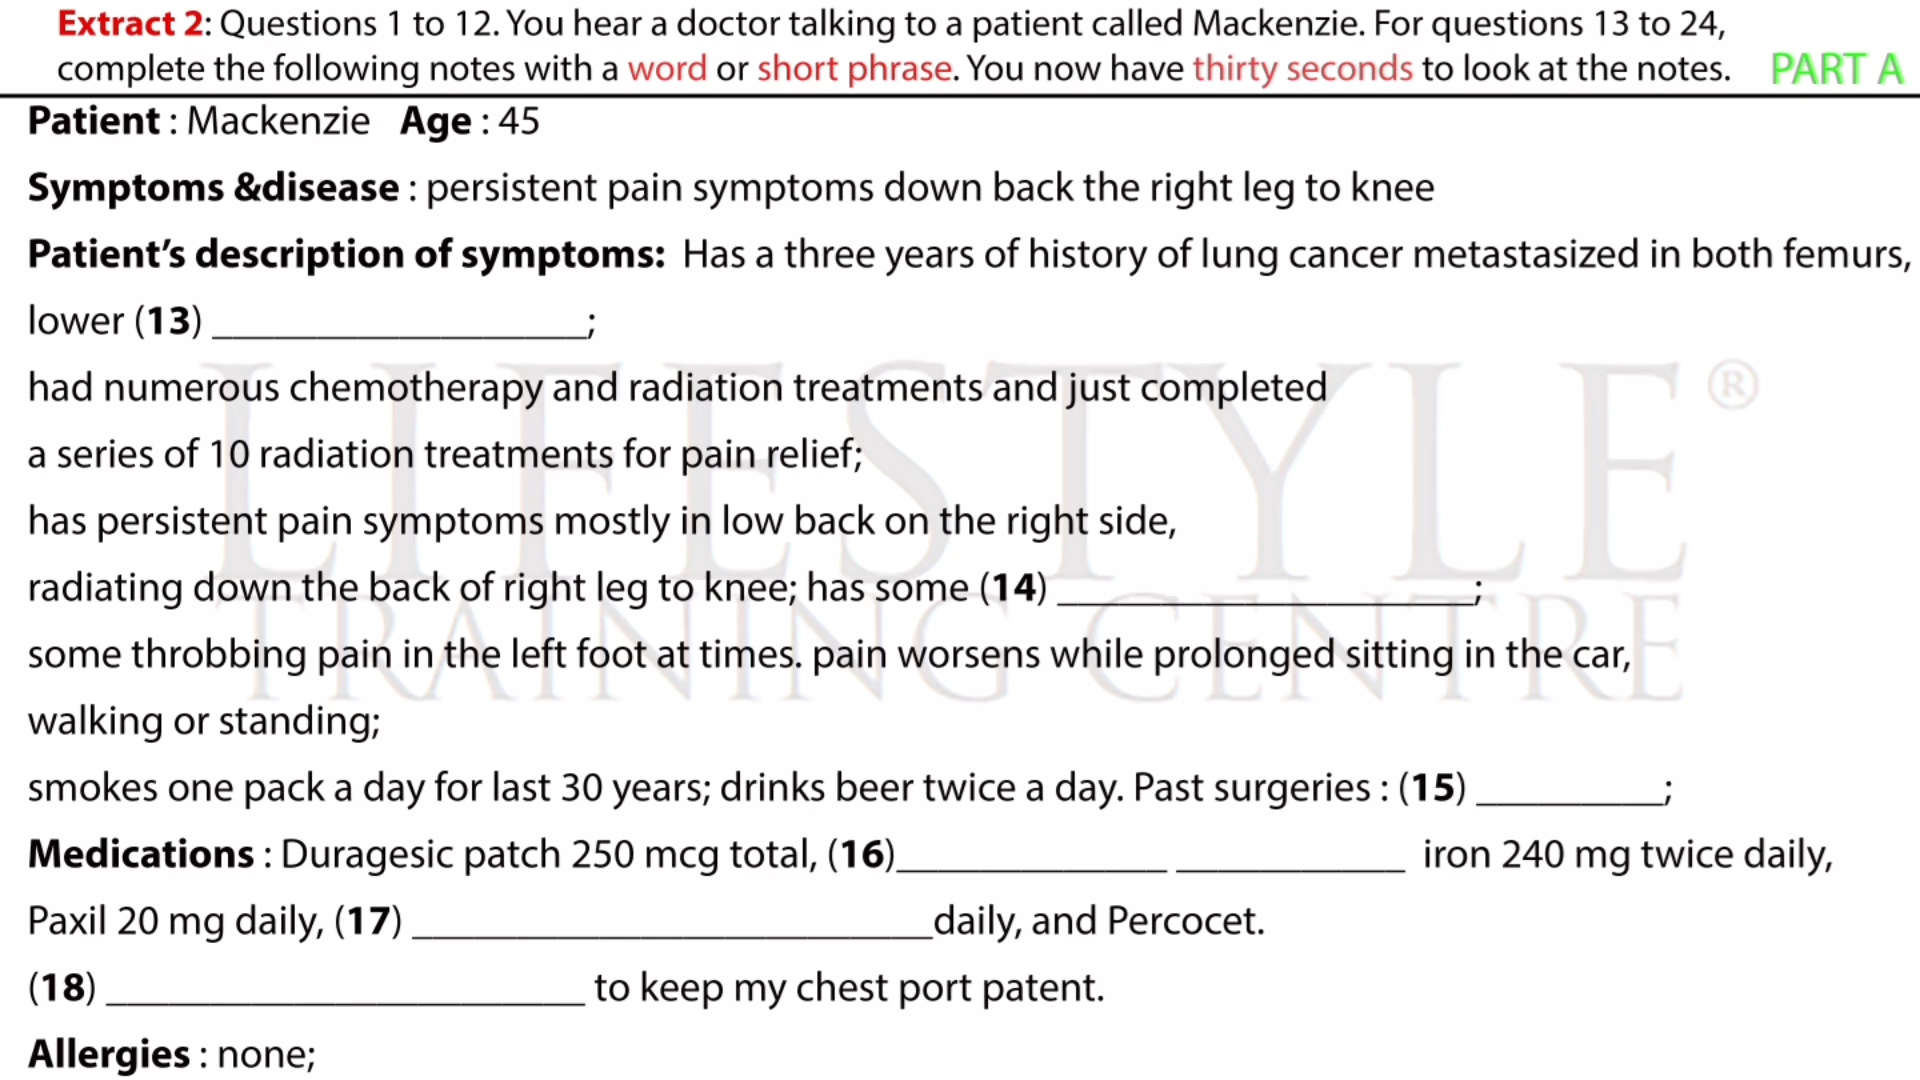 Extract 2: Questions 1 to 12. You hear a doctor talking to a patient called Mackenzie. For questions 13 to 24,
complete the following notes with a word or short phrase. You now have thirty seconds to look at the notes. PART A
Patient : Mackenzie Age : 45
Symptoms &disease : persistent pain symptoms down back the right leg to knee
Patient’s description of symptoms: Has a three years of history of lung cancer metastasized in both femurs,
lower (13) __________________;
had numerous chemotherapy and radiation treatments and just completed
a series of 10 radiation treatments for pain relief;
has persistent pain symptoms mostly in low back on the right side,
radiating down the back of right leg to knee; has some (14) ____________________;
some throbbing pain in the left foot at times. pain worsens while prolonged sitting in the car,
walking or standing;
smokes one pack a day for last 30 years; drinks beer twice a day. Past surgeries : (15) _________;
Medications : Duragesic patch 250 mcg total, (16)_____________ ___________ iron 240 mg twice daily,
Paxil 20 mg daily, (17) _________________________daily, and Percocet.
(18) _______________________ to keep my chest port patent.
Allergies : none;
LIFESTYLE ®
TRAINING CENTRE